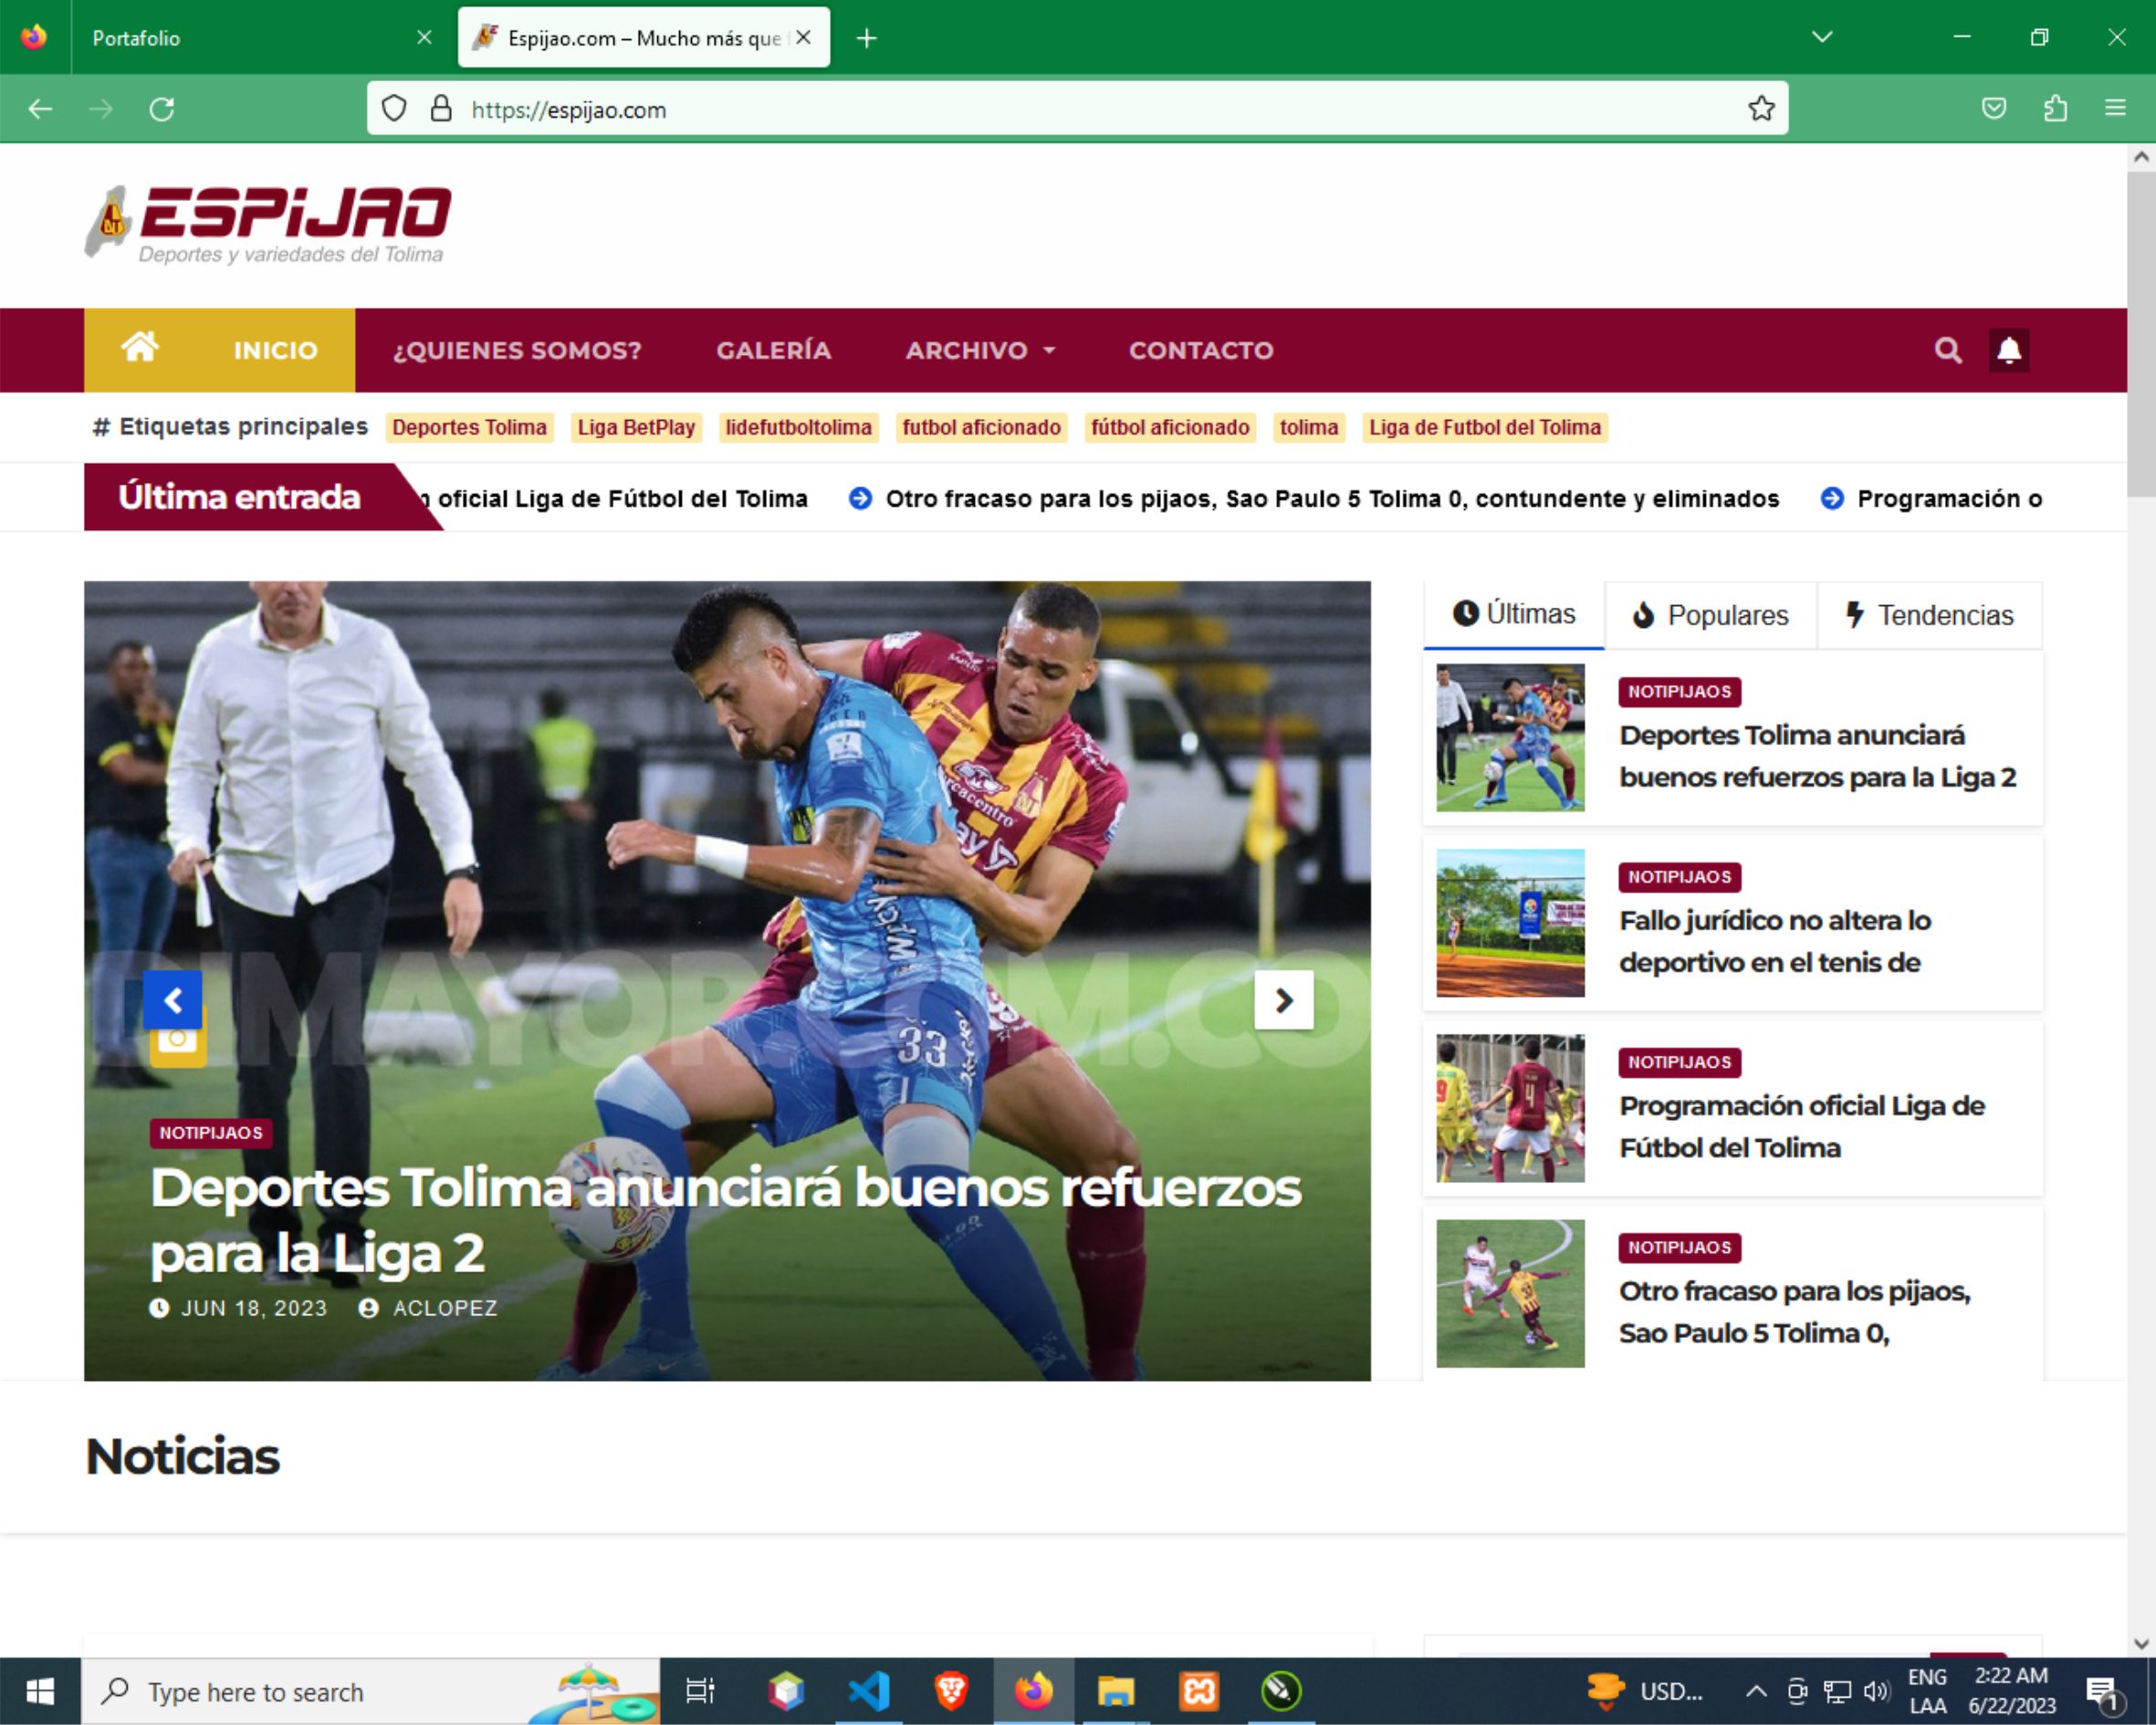 Portafolio
Espijao.com – Mucho más que
https://espijao.com
ESPiJAO
Deportes y variedades del Tolima
INICIO
¿QUIENES SOMOS?
GALERÍA
ARCHIVO
CONTACTO
# Etiquetas principales
Deportes Tolima
Liga BetPlay
lidefutboltolima
futbol aficionado
fútbol aficionado
tolima
Liga de Futbol del Tolima
Última entrada
oficial Liga de Fútbol del Tolima
Otro fracaso para los pijaos, Sao Paulo 5 Tolima 0, contundente y eliminados
Programación o
DIMAYOR.COM.CO
33
NOTIPIJAOS
Deportes Tolima anunciará buenos refuerzos
para la Liga 2
JUN 18, 2023
ACLOPEZ
Últimas
Populares
Tendencias
NOTIPIJAOS
Deportes Tolima anunciará
buenos refuerzos para la Liga 2
NOTIPIJAOS
Fallo jurídico no altera lo
deportivo en el tenis de
NOTIPIJAOS
Programación oficial Liga de
Fútbol del Tolima
NOTIPIJAOS
Otro fracaso para los pijaos,
Sao Paulo 5 Tolima 0,
Noticias
Type here to search
USD...
ENG
LAA
2:22 AM
6/22/2023
1